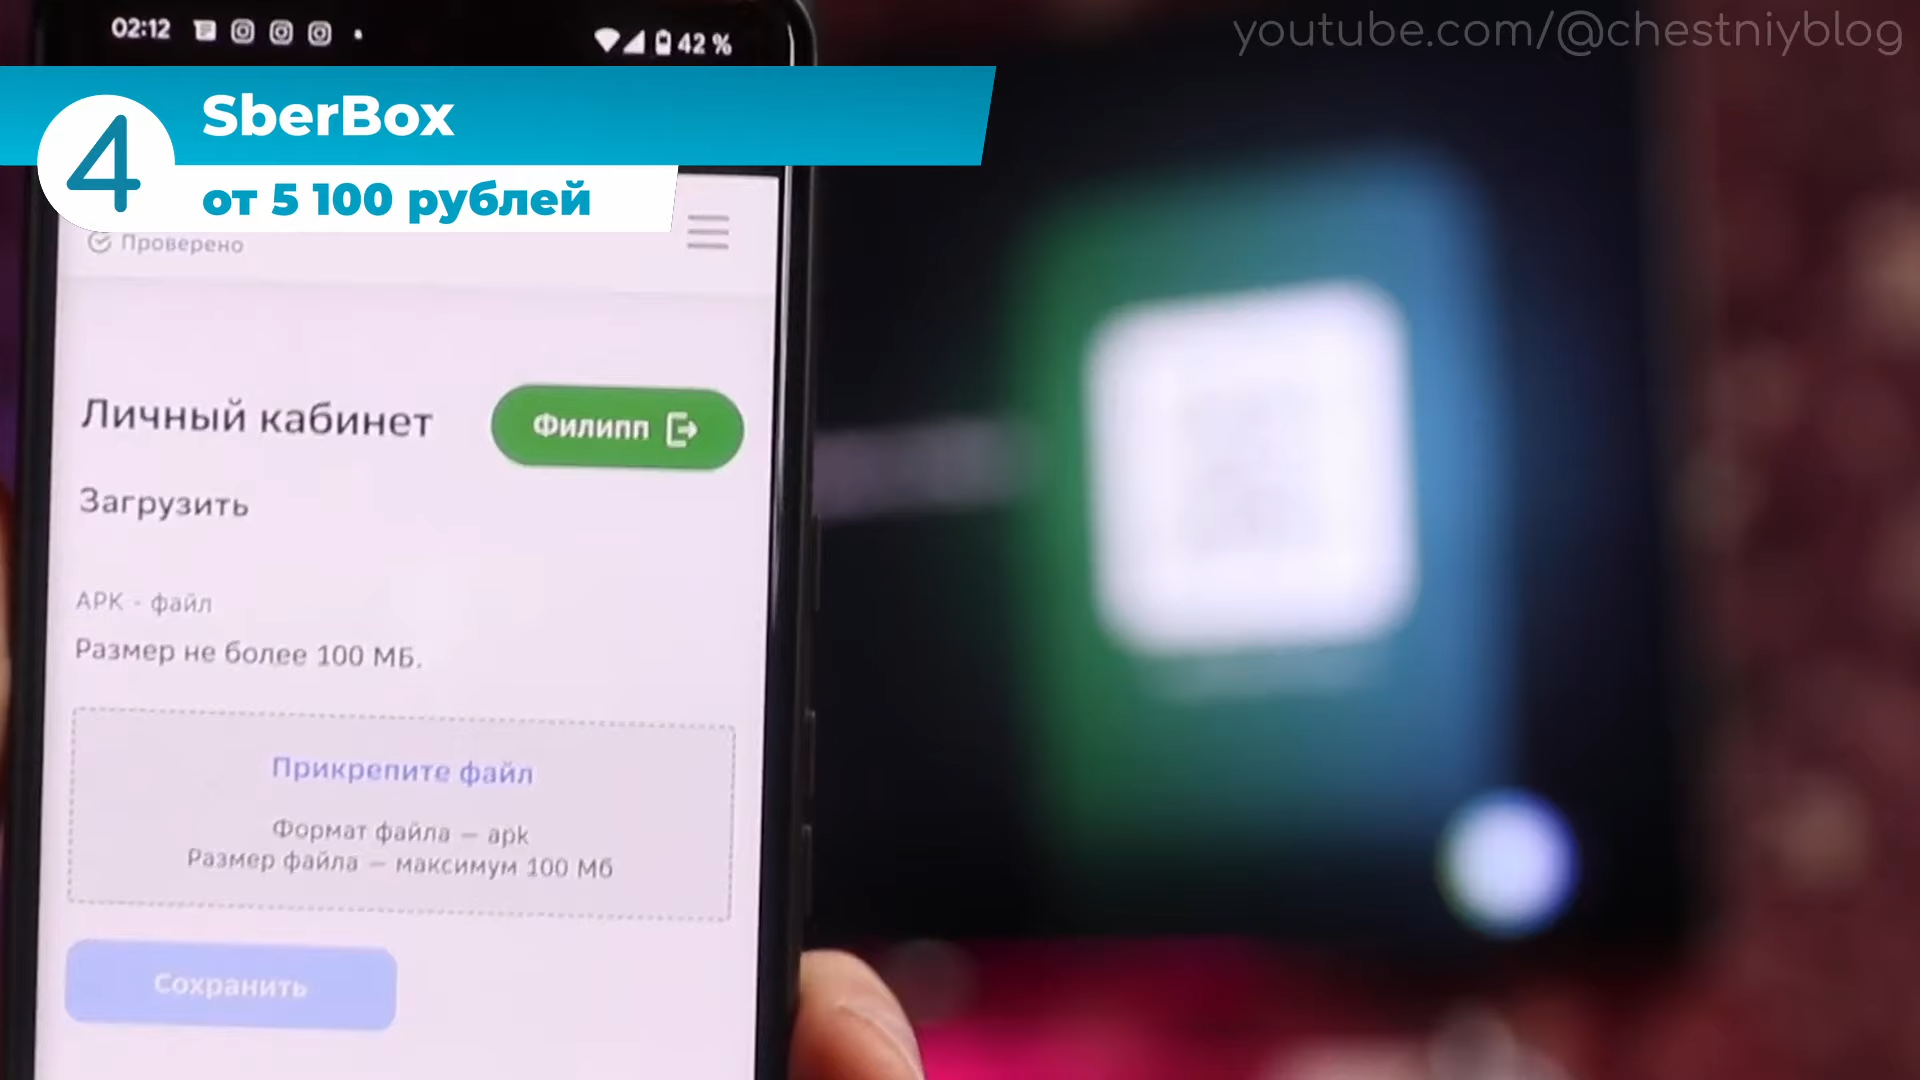 02:12
42 %
youtube.com/@chestniyblog
4
SberBox
от 5 100 рублей
Проверено
Личный кабинет
Филипп
Загрузить
АРК - файл
Размер не более 100 МБ.
Прикрепите файл
Формат файла — apk
Размер файла — максимум 100 Мб
Сохранить